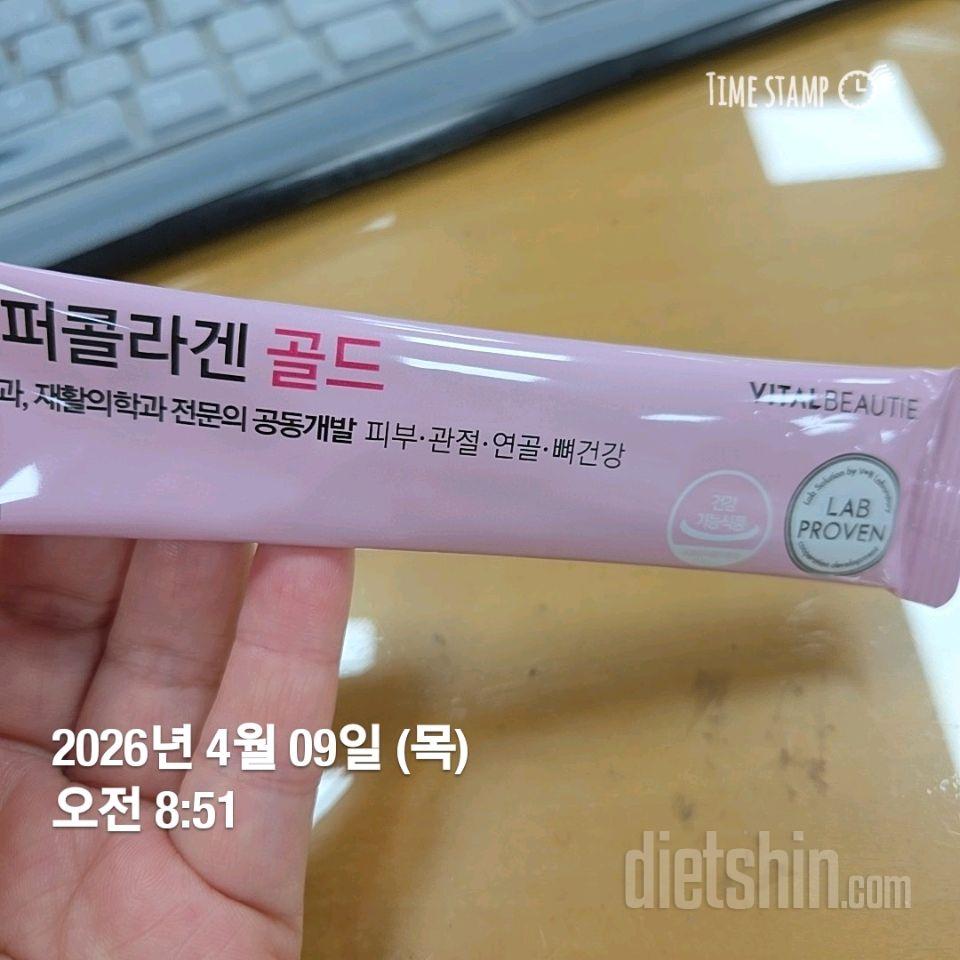 TIME STAMP
퍼콜라겐 골드
VITALBEAUTIE
과, 재활의학과 전문의 공동개발 피부·관절·연골·뼈건강
건강
기능식품
LAB
PROVEN
2026년 4월 09일 (목)
오전 8:51
dietshin.com